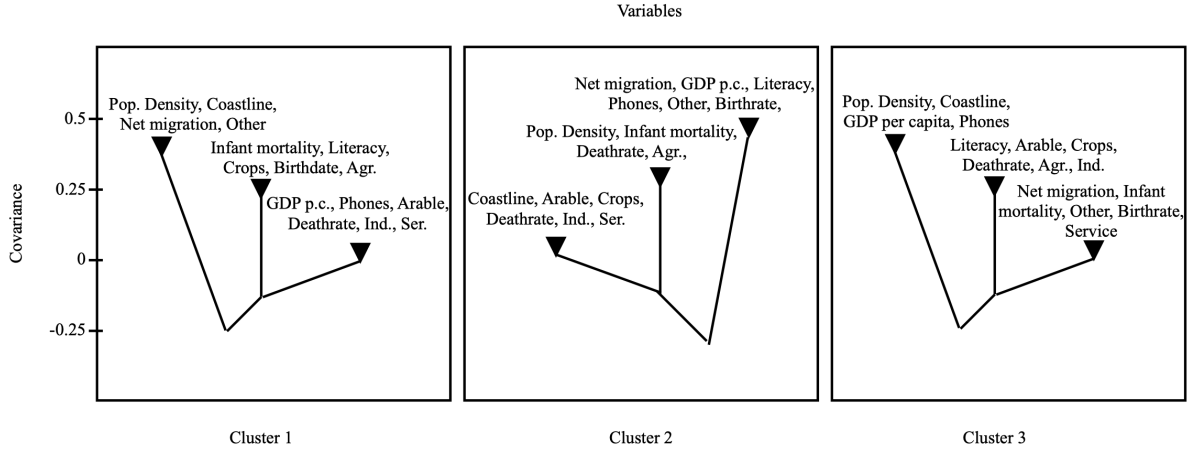 Variables
Covariance
0.5
0.25
0
-0.25
Pop. Density, Coastline,
Net migration, Other
Infant mortality, Literacy,
Crops, Birthdate, Agr.
GDP p.c., Phones, Arable,
Deathrate, Ind., Ser.
Cluster 1
Net migration, GDP p.c., Literacy,
Phones, Other, Birthrate,
Pop. Density, Infant mortality,
Deathrate, Agr.,
Coastline, Arable, Crops,
Deathrate, Ind., Ser.
Cluster 2
Pop. Density, Coastline,
GDP per capita, Phones
Literacy, Arable, Crops,
Deathrate, Agr., Ind.
Net migration, Infant
mortality, Other, Birthrate,
Service
Cluster 3